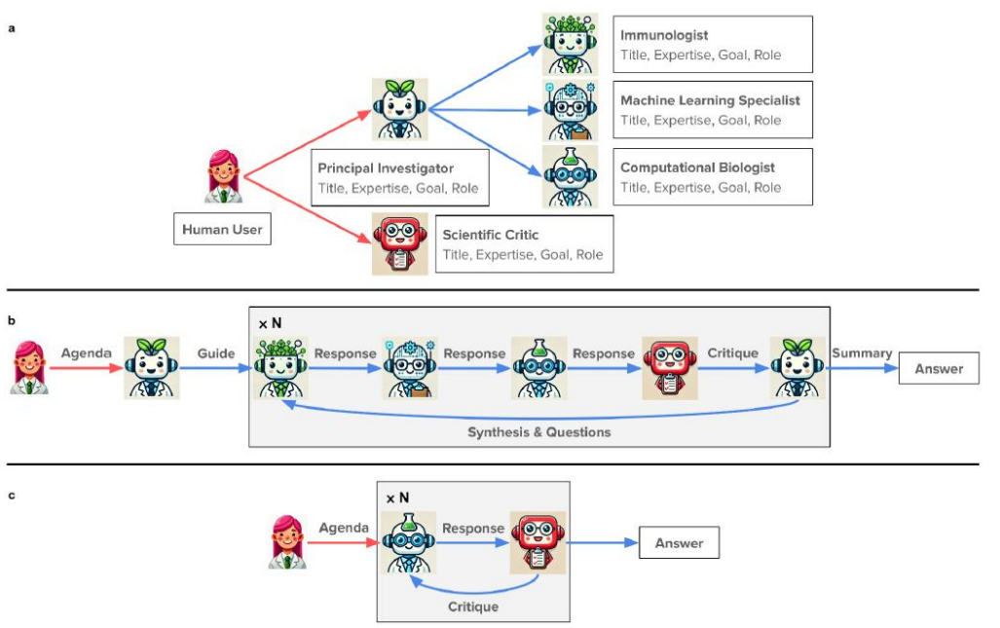 a
Immunologist
Title, Expertise, Goal, Role
Machine Learning Specialist
Title, Expertise, Goal, Role
Principal Investigator
Title, Expertise, Goal, Role
Computational Biologist
Title, Expertise, Goal, Role
Human User
Scientific Critic
Title, Expertise, Goal, Role
b
x N
Agenda
Guide
Response
Response
Response
Critique
Summary
Answer
Synthesis & Questions
c
x N
Agenda
Response
Answer
Critique